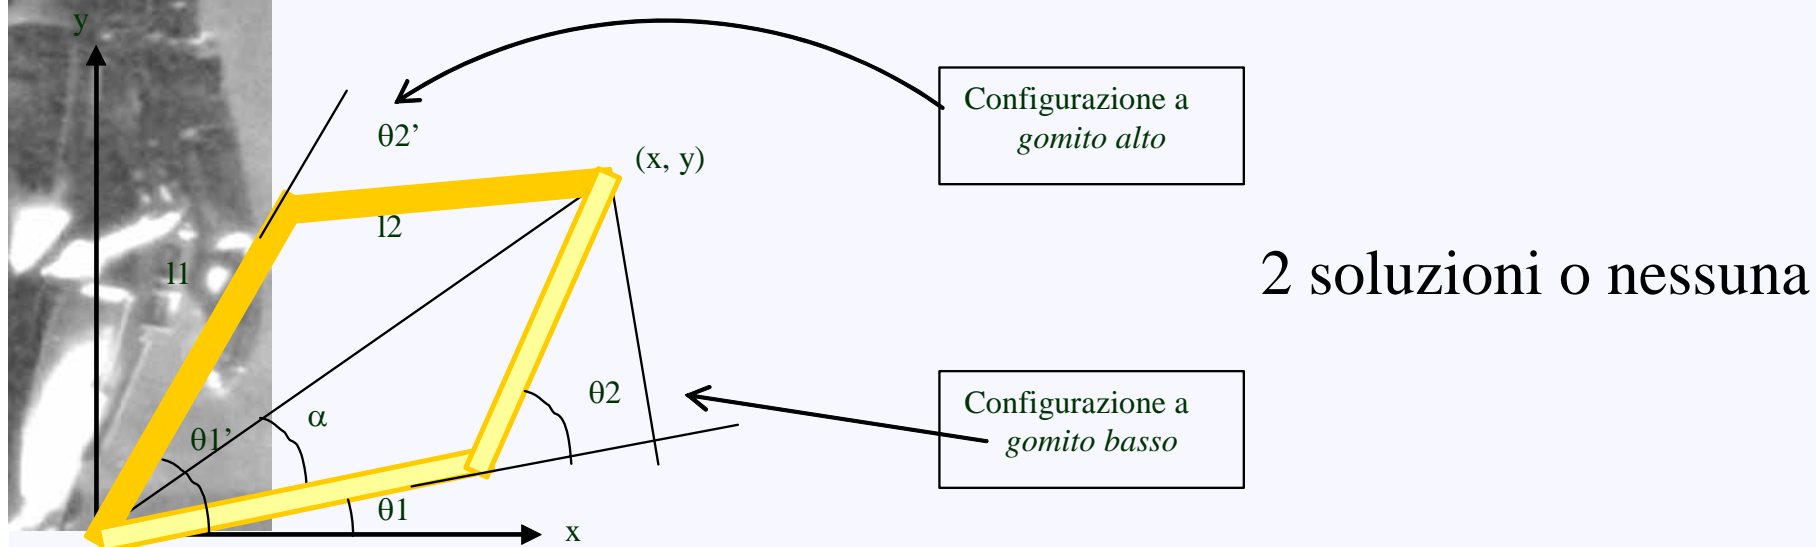 y
Configurazione a
gomito alto
θ2’
(x, y)
l2
l1
2 soluzioni o nessuna
θ2
Configurazione a
gomito basso
α
θ1’
θ1
x